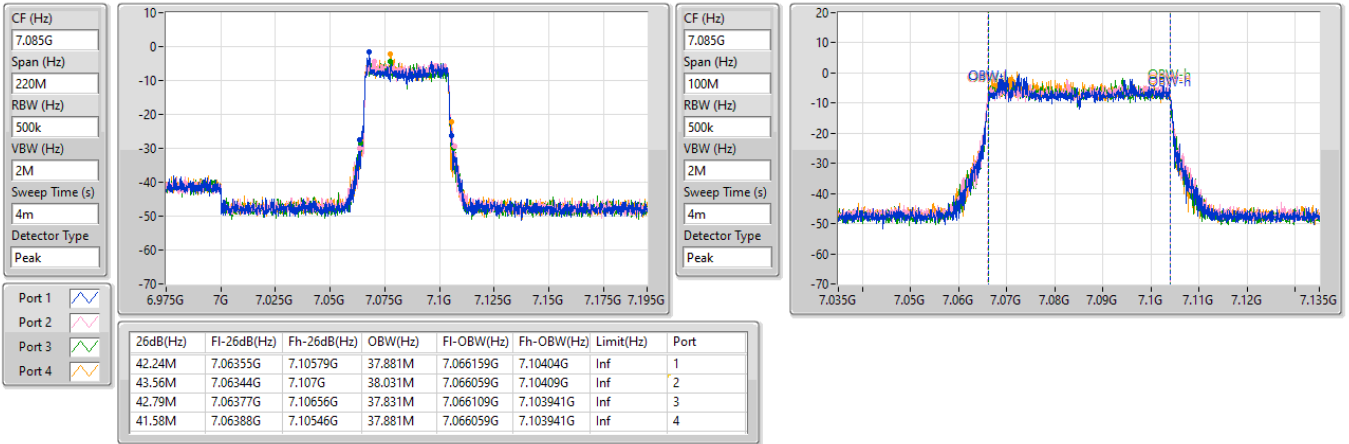 CF (Hz)
7.085G
Span (Hz)
220M
RBW (Hz)
500k
VBW (Hz)
2M
Sweep Time (s)
4m
Detector Type
Peak
10
0
-10
-20
-30
-40
-50
-60
-70
6.975G 7G 7.025G 7.05G 7.075G 7.1G 7.125G 7.15G 7.175G 7.195G
CF (Hz)
7.085G
Span (Hz)
100M
RBW (Hz)
500k
VBW (Hz)
2M
Sweep Time (s)
4m
Detector Type
Peak
20
10
0
-10
-20
-30
-40
-50
-60
-70
OBW-l OBW-h
7.035G 7.05G 7.06G 7.07G 7.08G 7.09G 7.1G 7.11G 7.12G 7.135G
Port 1
Port 2
Port 3
Port 4
26dB(Hz) Fl-26dB(Hz) Fh-26dB(Hz) OBW(Hz) Fl-OBW(Hz) Fh-OBW(Hz) Limit(Hz) Port
42.24M 7.06355G 7.10579G 37.881M 7.066159G 7.10404G Inf 1
43.56M 7.06344G 7.107G 38.031M 7.066059G 7.10409G Inf 2
42.79M 7.06377G 7.10656G 37.831M 7.066109G 7.103941G Inf 3
41.58M 7.06388G 7.10546G 37.881M 7.066059G 7.103941G Inf 4